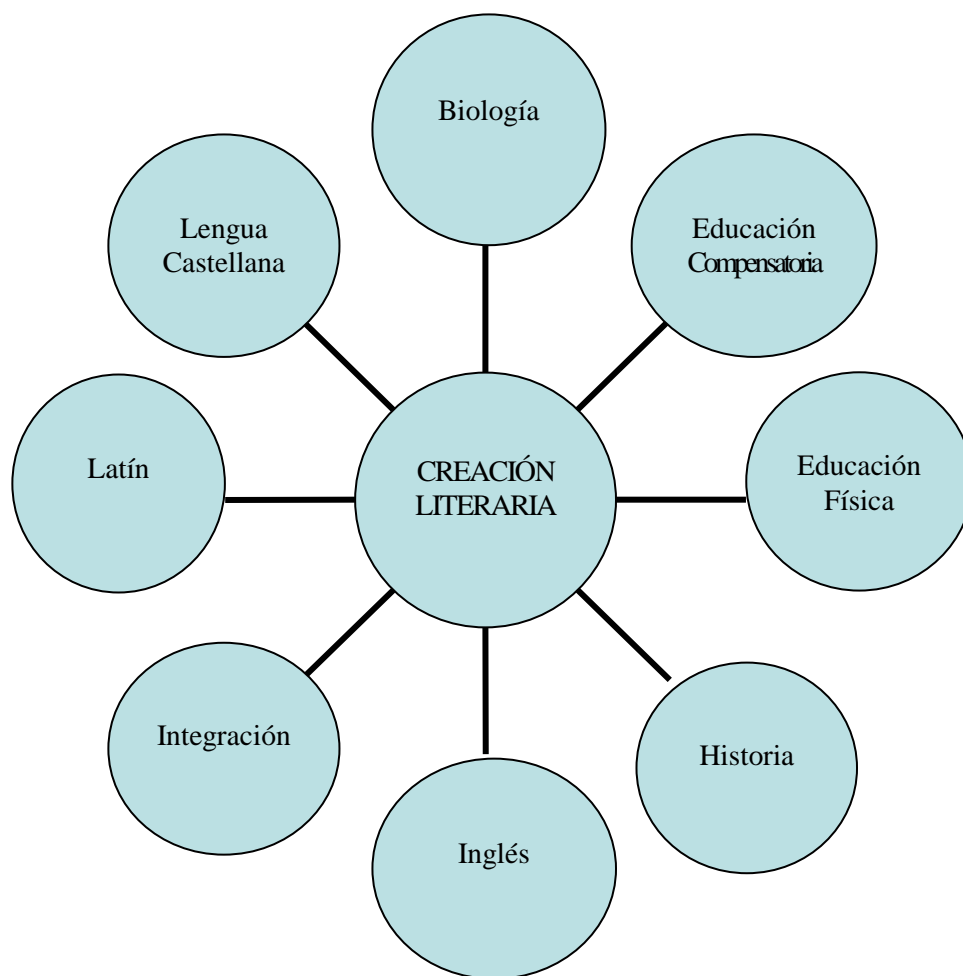 Biología
Lengua
Castellana
Educación
Compensatoria
Latín
CREACIÓN
LITERARIA
Educación
Física
Integración
Historia
Inglés